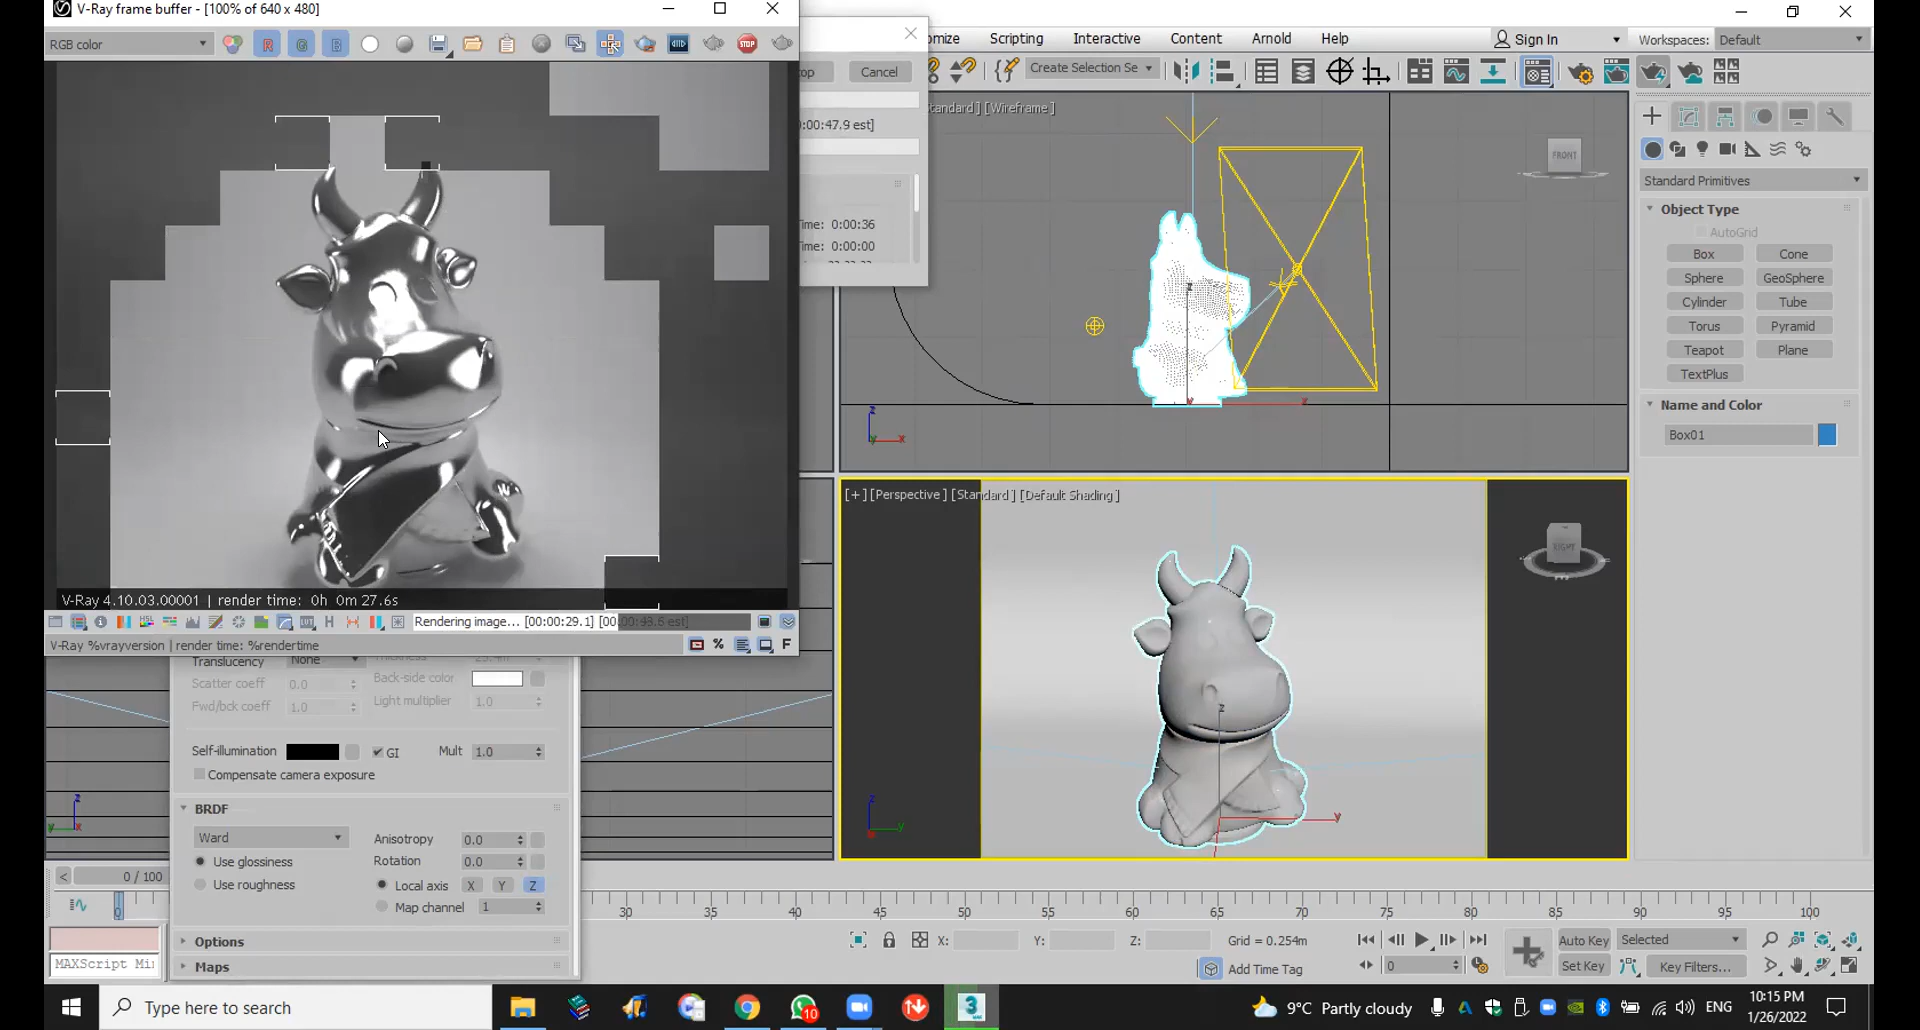 V-Ray frame buffer - [100% of 640 x 480]
RGB color
R G B
STOP
V-Ray 4.10.03.00001 | render time: 0h 0m 27.6s
Rendering image... [00:00:29.1] [00:00:48.6 est]
V-Ray %vrayversion | render time: %rendertime
% F
Cancel
0:00:47.9 est]
0:00:36
0:00:00
Scripting Interactive Content Arnold Help
Sign In
Workspaces: Default
Create Selection Se
[Wireframe ]
FRONT
z
z
x
[+] [Perspective ] [Standard ] [Default Shading ]
RIGHT
z
y
z
y
Standard Primitives
Object Type
AutoGrid
Box Cone
Sphere GeoSphere
Cylinder Tube
Torus Pyramid
Teapot Plane
TextPlus
Name and Color
Box01
Translucency None
Scatter coeff 0.0 Back-side color
Fwd/bck coeff 1.0 Light multiplier 1.0
Self-illumination GI Mult 1.0
Compensate camera exposure
BRDF
Ward Anisotropy 0.0
Use glossiness Rotation 0.0
Use roughness Local axis X Y Z
Map channel 1
Options
Maps
z
y x
< 0 / 100
0
30 35 40 45 50 55 60 65 70 75 80 85 90 95 100
MAXScript Mi
X: Y: Z: Grid = 0.254m
Add Time Tag
0
Auto Key Selected
Set Key Key Filters...
Type here to search
10
3
9°C Partly cloudy
ENG
10:15 PM
1/26/2022